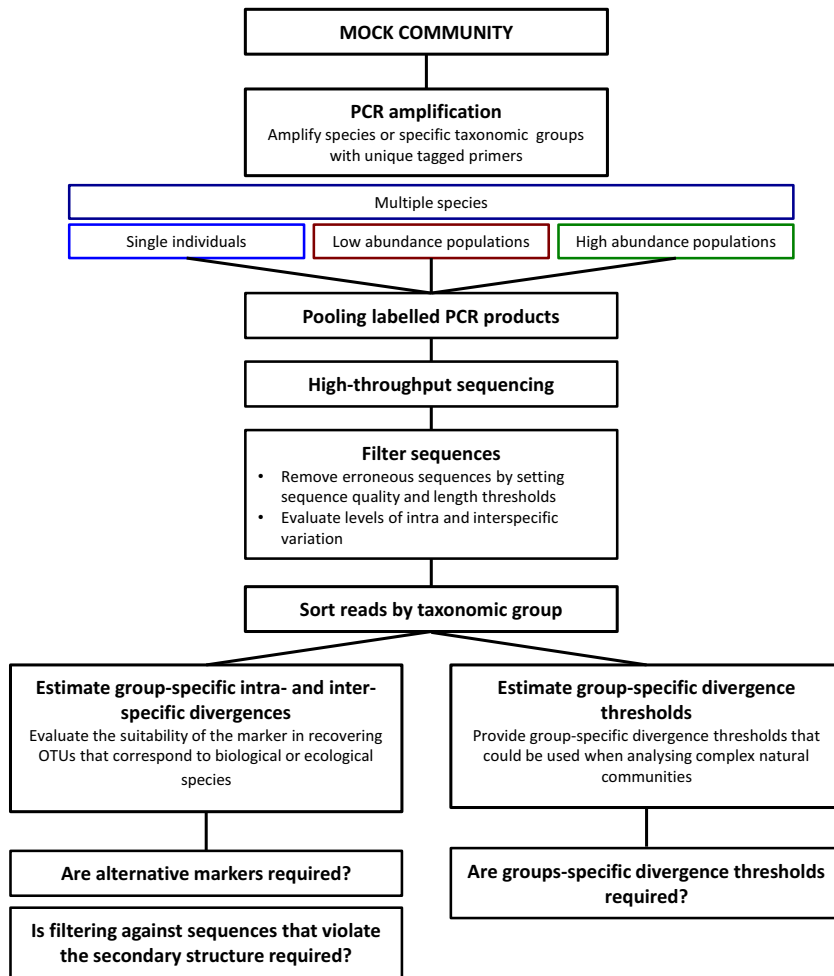 MOCK COMMUNITY
PCR amplification
Amplify species or specific taxonomic groups
with unique tagged primers
Multiple species
Single individuals
Low abundance populations
High abundance populations
Pooling labelled PCR products
High-throughput sequencing
Filter sequences
• Remove erroneous sequences by setting
sequence quality and length thresholds
• Evaluate levels of intra and interspecific
variation
Sort reads by taxonomic group
Estimate group-specific intra- and inter-
specific divergences
Evaluate the suitability of the marker in recovering
OTUs that correspond to biological or ecological
species
Estimate group-specific divergence
thresholds
Provide group-specific divergence thresholds that
could be used when analysing complex natural
communities
Are alternative markers required?
Is filtering against sequences that violate
the secondary structure required?
Are groups-specific divergence thresholds
required?